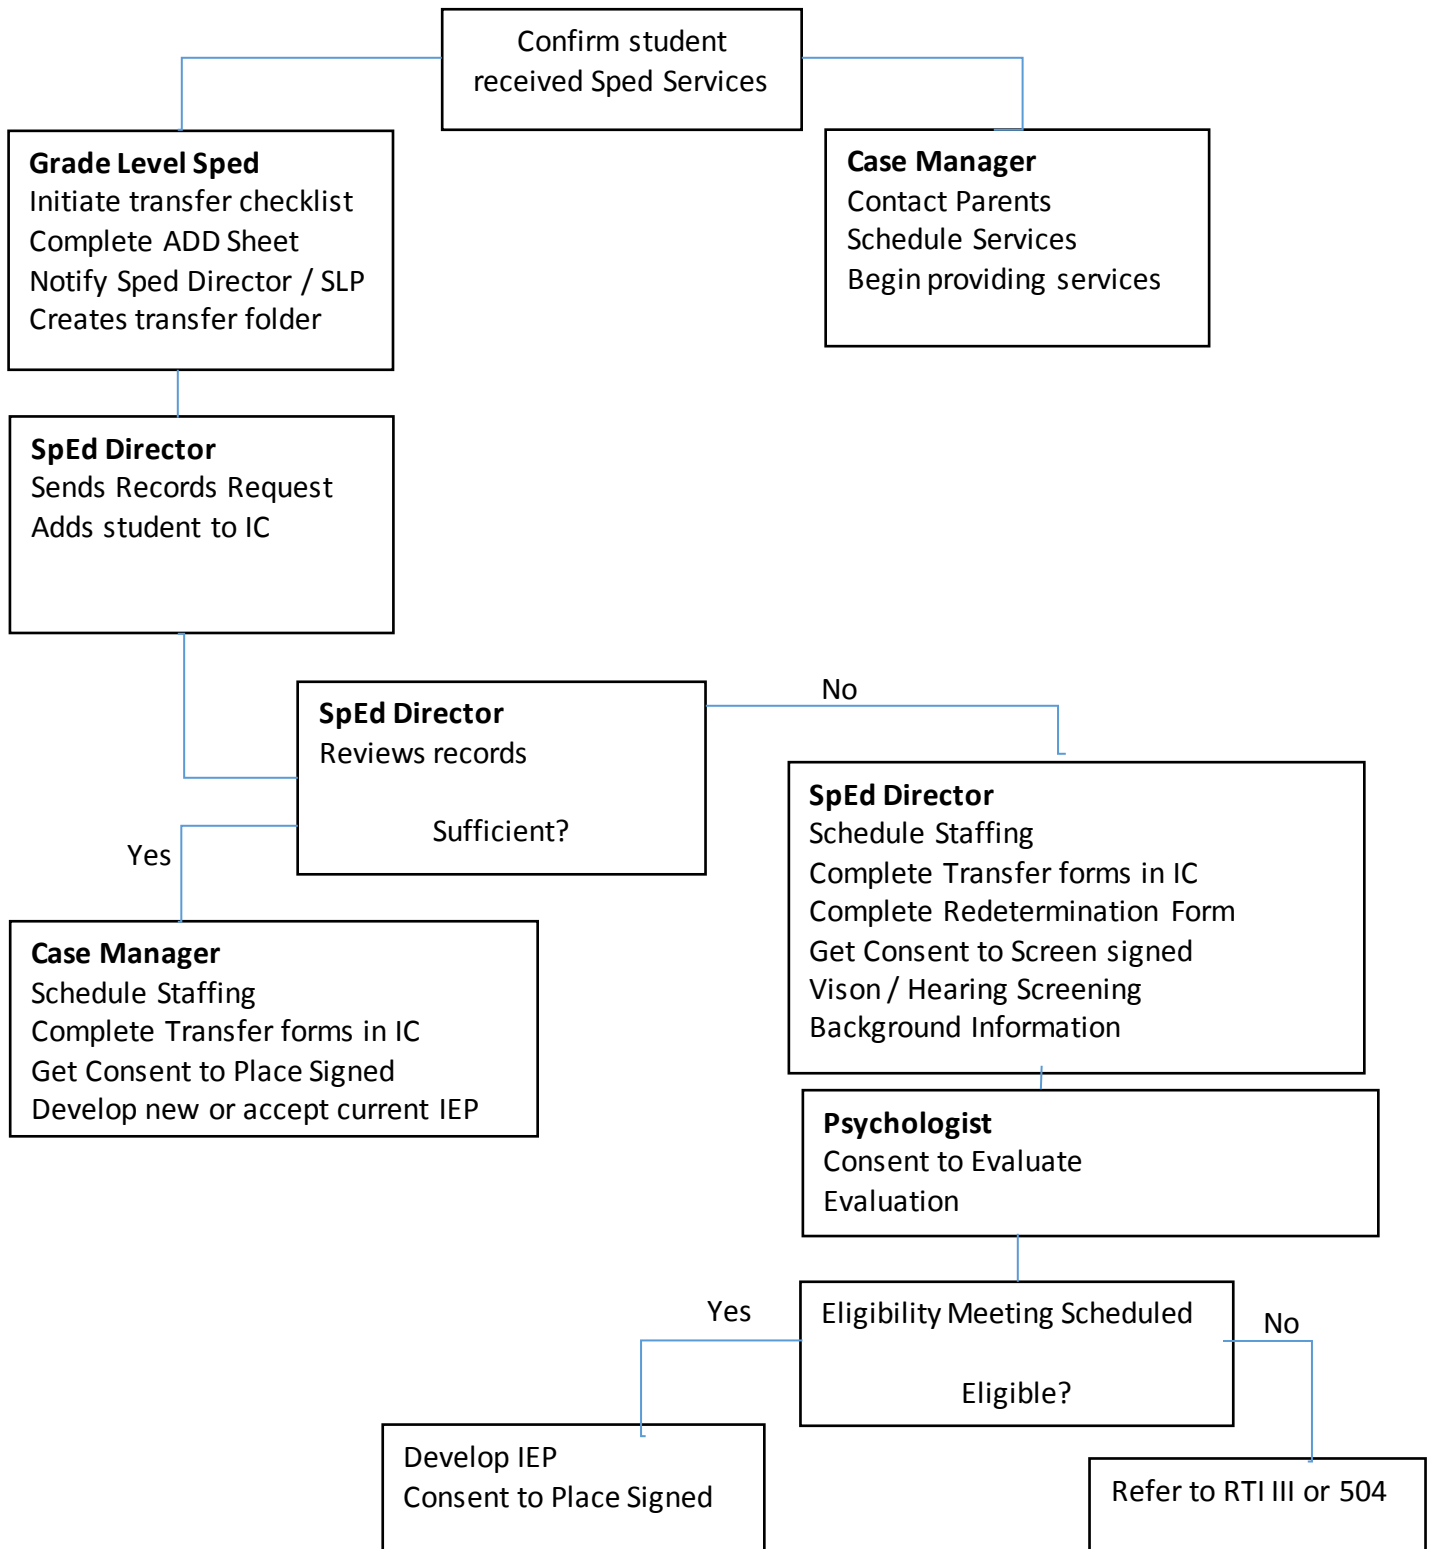 Confirm student
received Sped Services
Grade Level Sped
Initiate transfer checklist
Complete ADD Sheet
Notify Sped Director / SLP
Creates transfer folder
Case Manager
Contact Parents
Schedule Services
Begin providing services
SpEd Director
Sends Records Request
Adds student to IC
SpEd Director
Reviews records
Sufficient?
No
Yes
SpEd Director
Schedule Staffing
Complete Transfer forms in IC
Complete Redetermination Form
Get Consent to Screen signed
Vison / Hearing Screening
Background Information
Case Manager
Schedule Staffing
Complete Transfer forms in IC
Get Consent to Place Signed
Develop new or accept current IEP
Psychologist
Consent to Evaluate
Evaluation
Eligibility Meeting Scheduled
Eligible?
Yes
No
Develop IEP
Consent to Place Signed
Refer to RTI III or 504